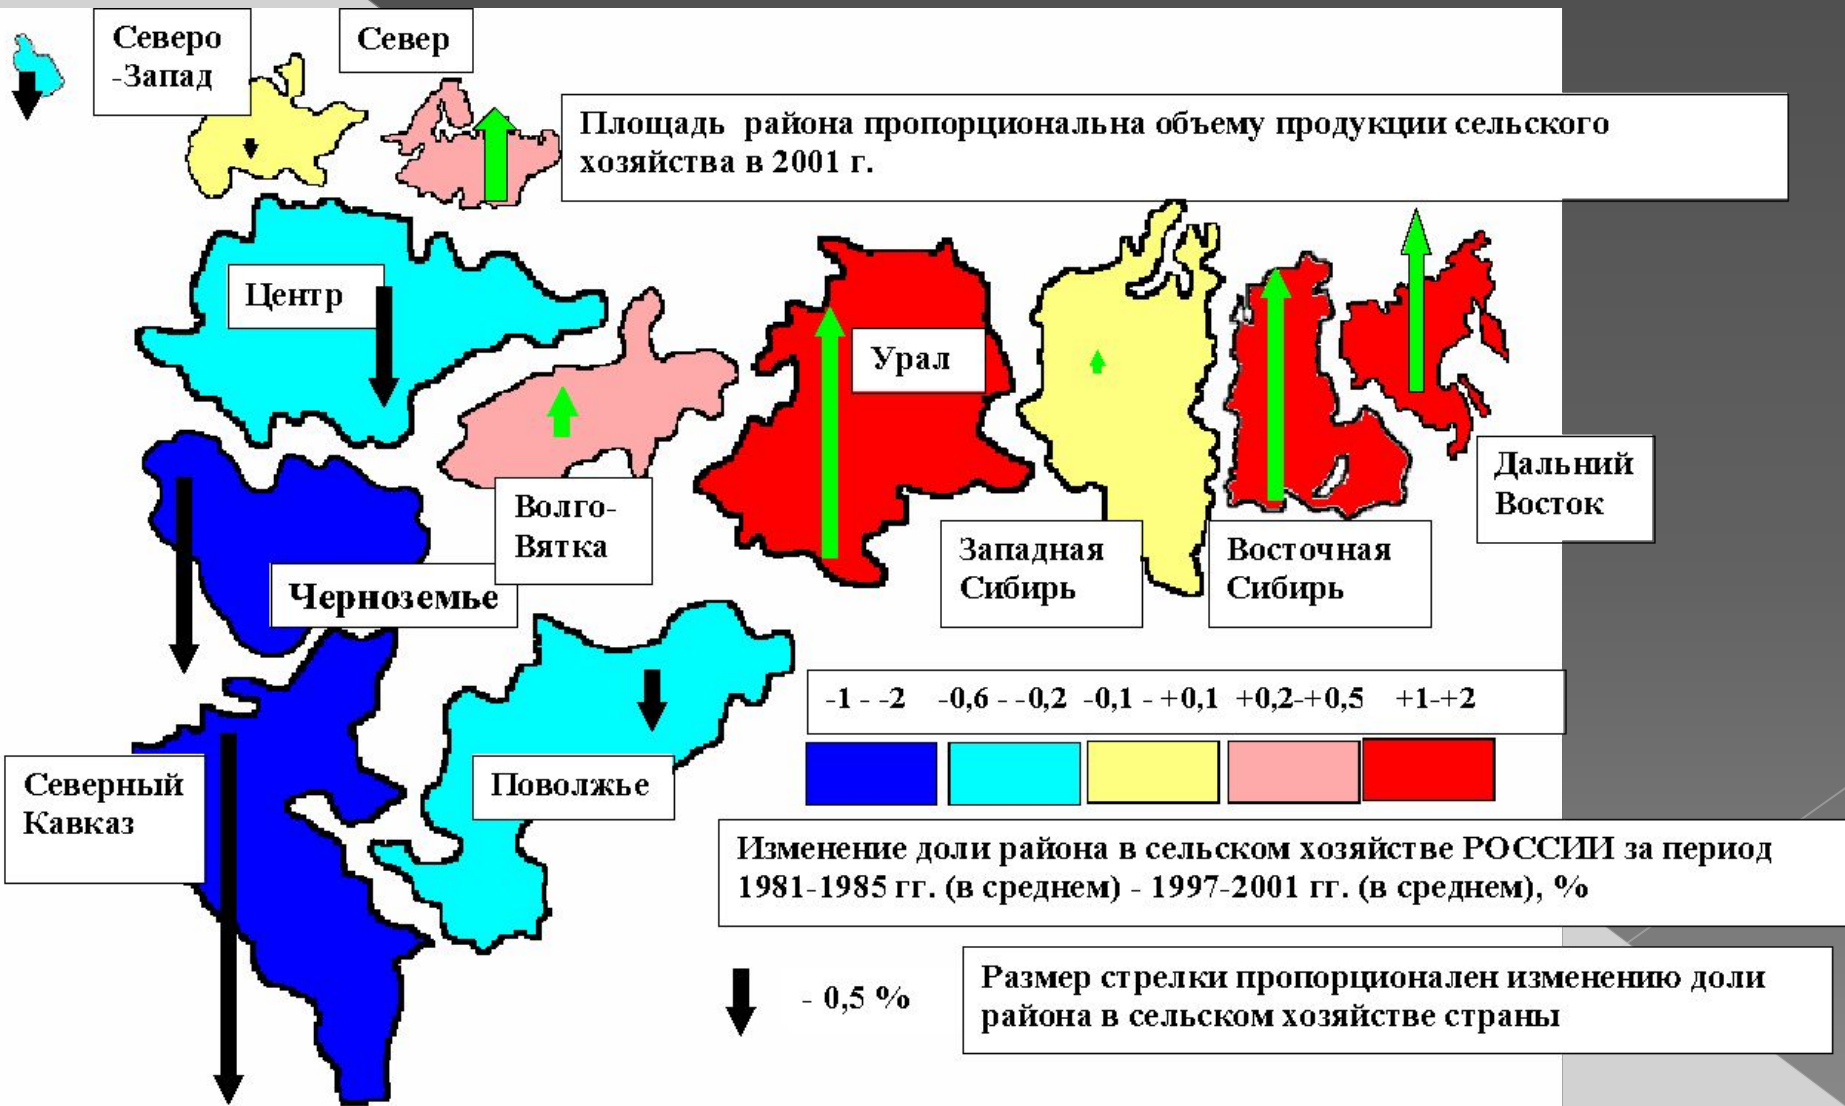 Северо
-Запад
Север
Площадь района пропорциональна объему продукции сельского
хозяйства в 2001 г.
Центр
Урал
Волго-
Вятка
Западная
Сибирь
Восточная
Сибирь
Дальний
Восток
Черноземье
Северный
Кавказ
Поволжье
-1 - -2 -0,6 - -0,2 -0,1 - +0,1 +0,2-+0,5 +1-+2
Изменение доли района в сельском хозяйстве РОССИИ за период
1981-1985 гг. (в среднем) - 1997-2001 гг. (в среднем), %
- 0,5 %
Размер стрелки пропорционален изменению доли
района в сельском хозяйстве страны